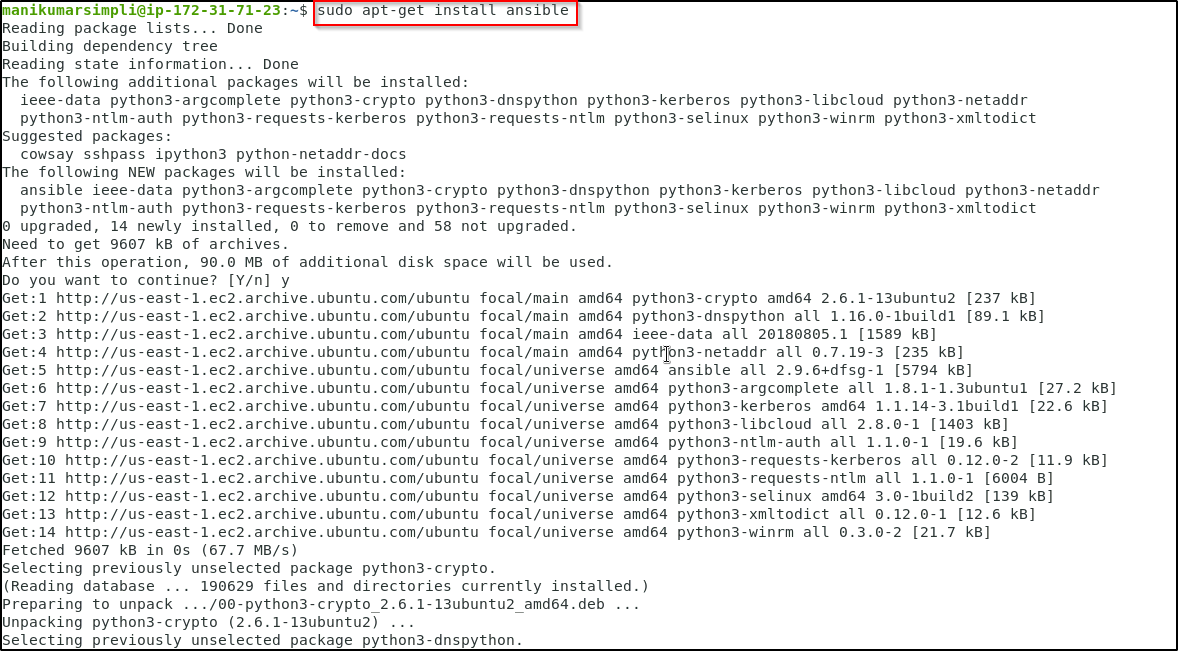 manikumarsimpli@ip-172-31-71-23:~$ sudo apt-get install ansible
Reading package lists... Done
Building dependency tree
Reading state information... Done
The following additional packages will be installed:
  ieee-data python3-argcomplete python3-crypto python3-dnspython python3-kerberos python3-libcloud python3-netaddr
  python3-ntlm-auth python3-requests-kerberos python3-requests-ntlm python3-selinux python3-winrm python3-xmltodict
Suggested packages:
  cowsay sshpass ipython3 python-netaddr-docs
The following NEW packages will be installed:
  ansible ieee-data python3-argcomplete python3-crypto python3-dnspython python3-kerberos python3-libcloud python3-netaddr
  python3-ntlm-auth python3-requests-kerberos python3-requests-ntlm python3-selinux python3-winrm python3-xmltodict
0 upgraded, 14 newly installed, 0 to remove and 58 not upgraded.
Need to get 9607 kB of archives.
After this operation, 90.0 MB of additional disk space will be used.
Do you want to continue? [Y/n] y
Get:1 http://us-east-1.ec2.archive.ubuntu.com/ubuntu focal/main amd64 python3-crypto amd64 2.6.1-13ubuntu2 [237 kB]
Get:2 http://us-east-1.ec2.archive.ubuntu.com/ubuntu focal/main amd64 python3-dnspython all 1.16.0-1build1 [89.1 kB]
Get:3 http://us-east-1.ec2.archive.ubuntu.com/ubuntu focal/main amd64 ieee-data all 20180805.1 [1589 kB]
Get:4 http://us-east-1.ec2.archive.ubuntu.com/ubuntu focal/main amd64 python3-netaddr all 0.7.19-3 [235 kB]
Get:5 http://us-east-1.ec2.archive.ubuntu.com/ubuntu focal/universe amd64 ansible all 2.9.6+dfsg-1 [5794 kB]
Get:6 http://us-east-1.ec2.archive.ubuntu.com/ubuntu focal/universe amd64 python3-argcomplete all 1.8.1-1.3ubuntu1 [27.2 kB]
Get:7 http://us-east-1.ec2.archive.ubuntu.com/ubuntu focal/universe amd64 python3-kerberos amd64 1.1.14-3.1build1 [22.6 kB]
Get:8 http://us-east-1.ec2.archive.ubuntu.com/ubuntu focal/universe amd64 python3-libcloud all 2.8.0-1 [1403 kB]
Get:9 http://us-east-1.ec2.archive.ubuntu.com/ubuntu focal/universe amd64 python3-ntlm-auth all 1.1.0-1 [19.6 kB]
Get:10 http://us-east-1.ec2.archive.ubuntu.com/ubuntu focal/universe amd64 python3-requests-kerberos all 0.12.0-2 [11.9 kB]
Get:11 http://us-east-1.ec2.archive.ubuntu.com/ubuntu focal/universe amd64 python3-requests-ntlm all 1.1.0-1 [6004 B]
Get:12 http://us-east-1.ec2.archive.ubuntu.com/ubuntu focal/universe amd64 python3-selinux amd64 3.0-1build2 [139 kB]
Get:13 http://us-east-1.ec2.archive.ubuntu.com/ubuntu focal/universe amd64 python3-xmltodict all 0.12.0-1 [12.6 kB]
Get:14 http://us-east-1.ec2.archive.ubuntu.com/ubuntu focal/universe amd64 python3-winrm all 0.3.0-2 [21.7 kB]
Fetched 9607 kB in 0s (67.7 MB/s)
Selecting previously unselected package python3-crypto.
(Reading database ... 190629 files and directories currently installed.)
Preparing to unpack .../00-python3-crypto_2.6.1-13ubuntu2_amd64.deb ...
Unpacking python3-crypto (2.6.1-13ubuntu2) ...
Selecting previously unselected package python3-dnspython.